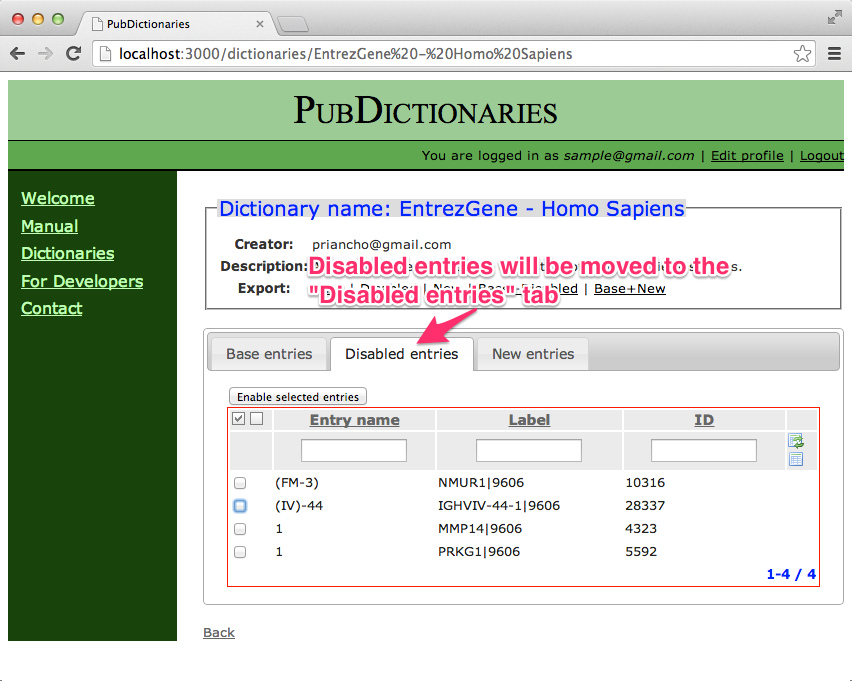 PubDictionaries
localhost:3000/dictionaries/EntrezGene%20-%20Homo%20Sapiens
PUBDICTIONARIES
You are logged in as sample@gmail.com | Edit profile | Logout
Welcome
Manual
Dictionaries
For Developers
Contact
Dictionary name: EntrezGene - Homo Sapiens
Creator: priancho@gmail.com
Description:
Disabled entries will be moved to the
"Disabled entries" tab
Export: | | New | | Base+New
Base entries Disabled entries New entries
Enable selected entries
Entry name Label ID
(FM-3) NMUR1|9606 10316
(IV)-44 IGHVIV-44-1|9606 28337
1 MMP14|9606 4323
1 PRKG1|9606 5592
1-4 / 4
Back